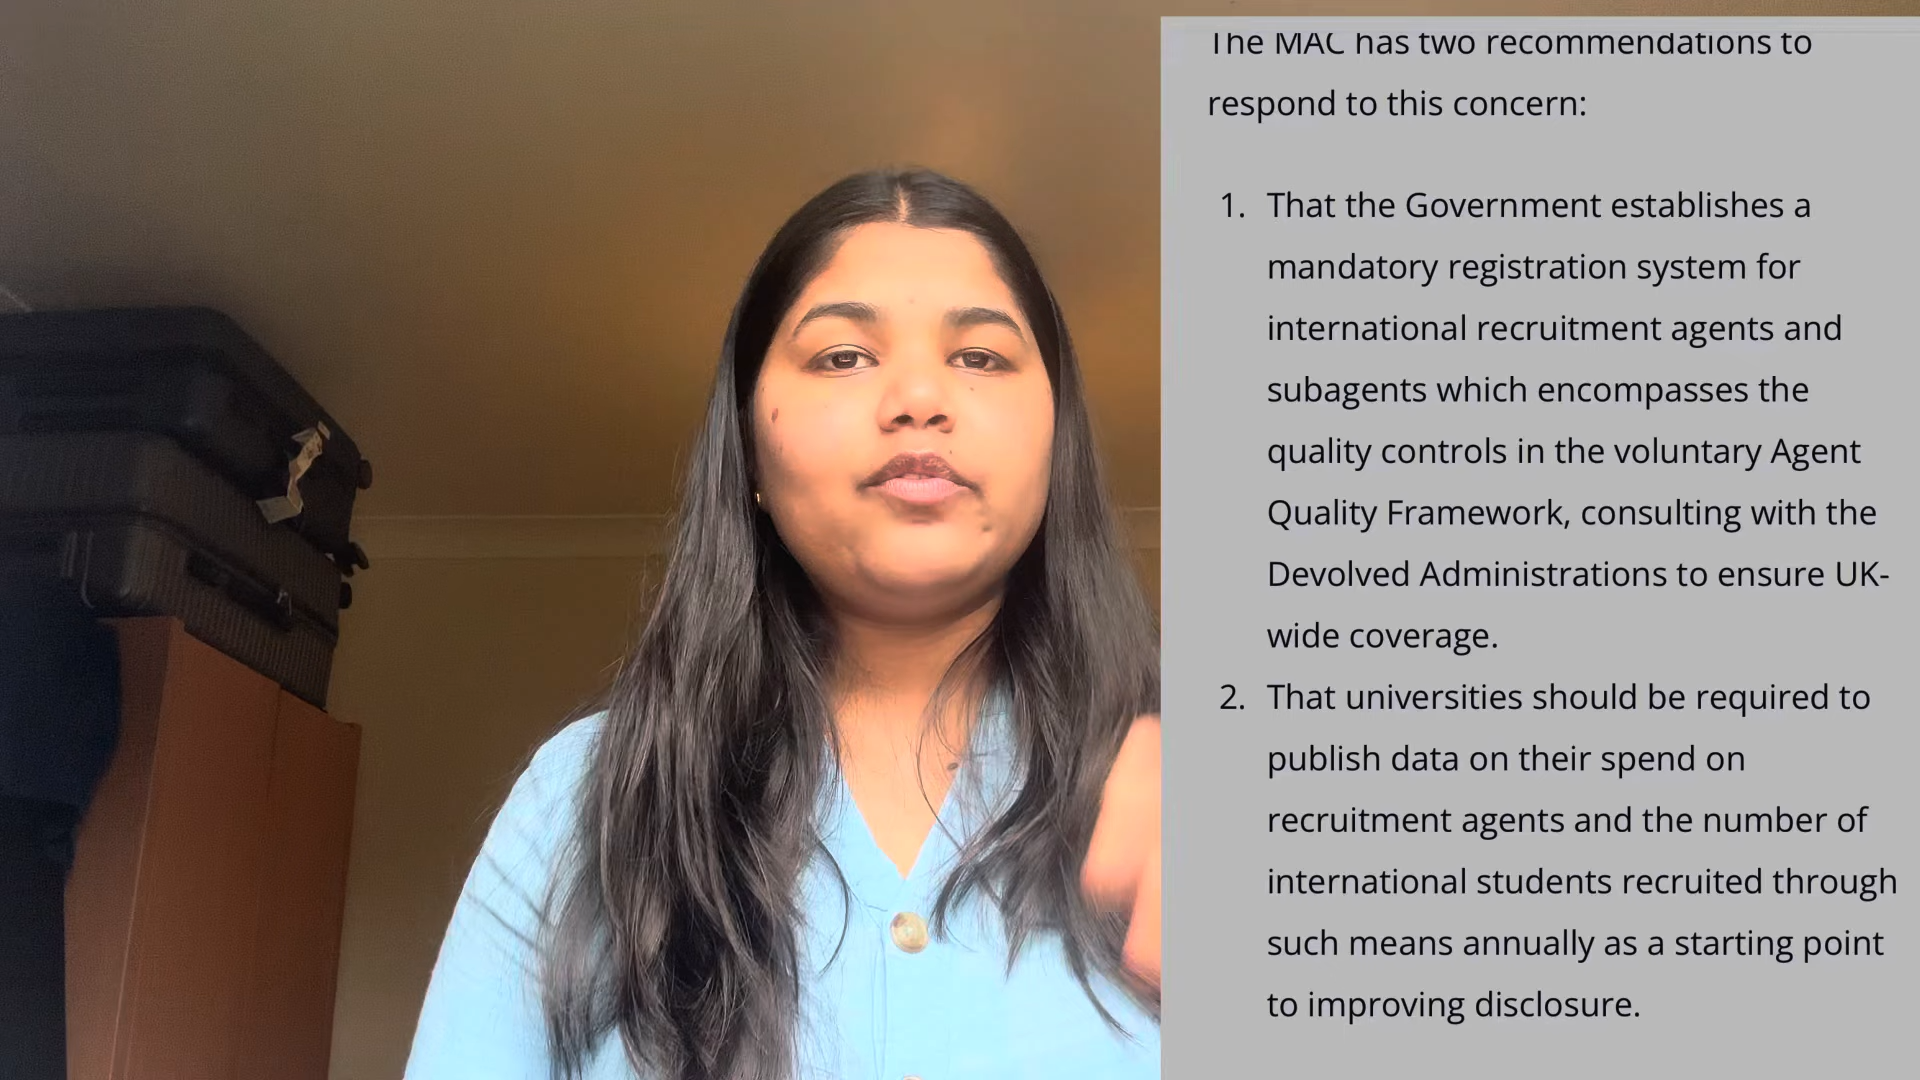 The MAC has two recommendations to
respond to this concern:
1. That the Government establishes a
mandatory registration system for
international recruitment agents and
subagents which encompasses the
quality controls in the voluntary Agent
Quality Framework, consulting with the
Devolved Administrations to ensure UK-
wide coverage.
2. That universities should be required to
publish data on their spend on
recruitment agents and the number of
international students recruited through
such means annually as a starting point
to improving disclosure.